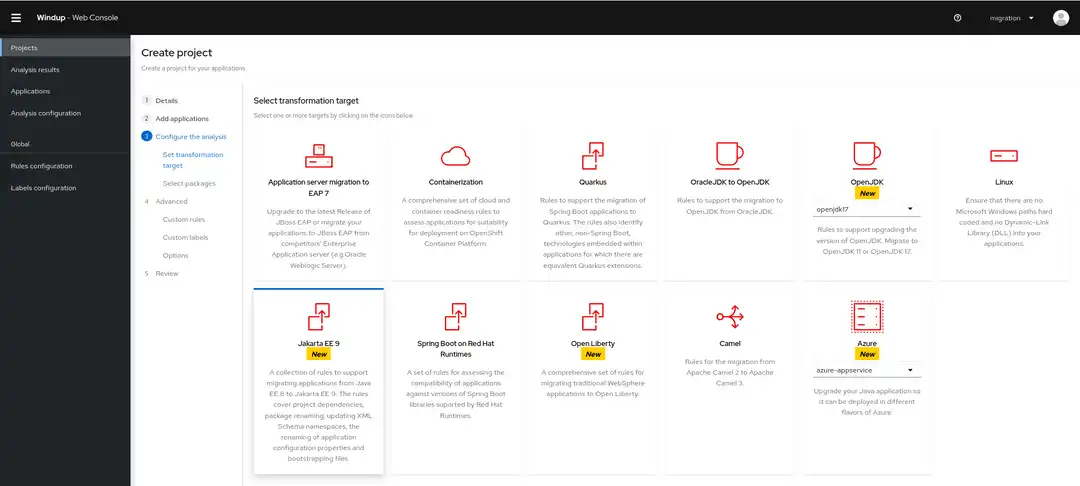 Windup - Web Console
migration
Projects
Analysis results
Applications
Analysis configuration
Global
Rules configuration
Labels configuration
Create project
Create a project for your applications.
1 Details
2 Add applications
3 Configure the analysis
Set transformation
target
Select packages
4 Advanced
Custom rules
Custom labels
Options
5 Review
Select transformation target
Select one or more targets by clicking on the icons below
Application server migration to
EAP 7
Upgrade to the latest Release of
JBoss EAP or migrate your
applications to JBoss EAP from
competitors' Enterprise
Application server (e.g Oracle
Weblogic Server).
Containerization
A comprehensive set of cloud and
container readiness rules to
assess applications for suitability
for deployment on OpenShift
Container Platform.
Quarkus
Rules to support the migration of
Spring Boot applications to
Quarkus. The rules also identify
other, non-Spring Boot,
technologies embedded within
applications for which there are
equivalent Quarkus extensions.
OracleJDK to OpenJDK
Rules to support the migration to
OpenJDK from OracleJDK.
OpenJDK
New
openjdk17
Rules to support upgrading the
version of OpenJDK. Migrate to
OpenJDK 11 or OpenJDK 17.
Linux
Ensure that there are no
Microsoft Windows paths hard
coded and no Dynamic-Link
Library (DLL) into your
applications.
Jakarta EE 9
New
A collection of rules to support
migrating applications from Java
EE 8 to Jakarta EE 9. The rules
cover project dependencies,
package renaming, updating XML
Schema namespaces, the
renaming of application
configuration properties and
bootstrapping files
Spring Boot on Red Hat
Runtimes
A set of rules for assessing the
compatibility of applications
against versions of Spring Boot
libraries suported by Red Hat
Runtimes.
Open Liberty
New
A comprehensive set of rules for
migrating traditional WebSphere
applications to Open Liberty.
Camel
Rules for the migration from
Apache Camel 2 to Apache
Camel 3.
Azure
New
azure-appservice
Upgrade your Java application so
it can be deployed in different
flavors of Azure.